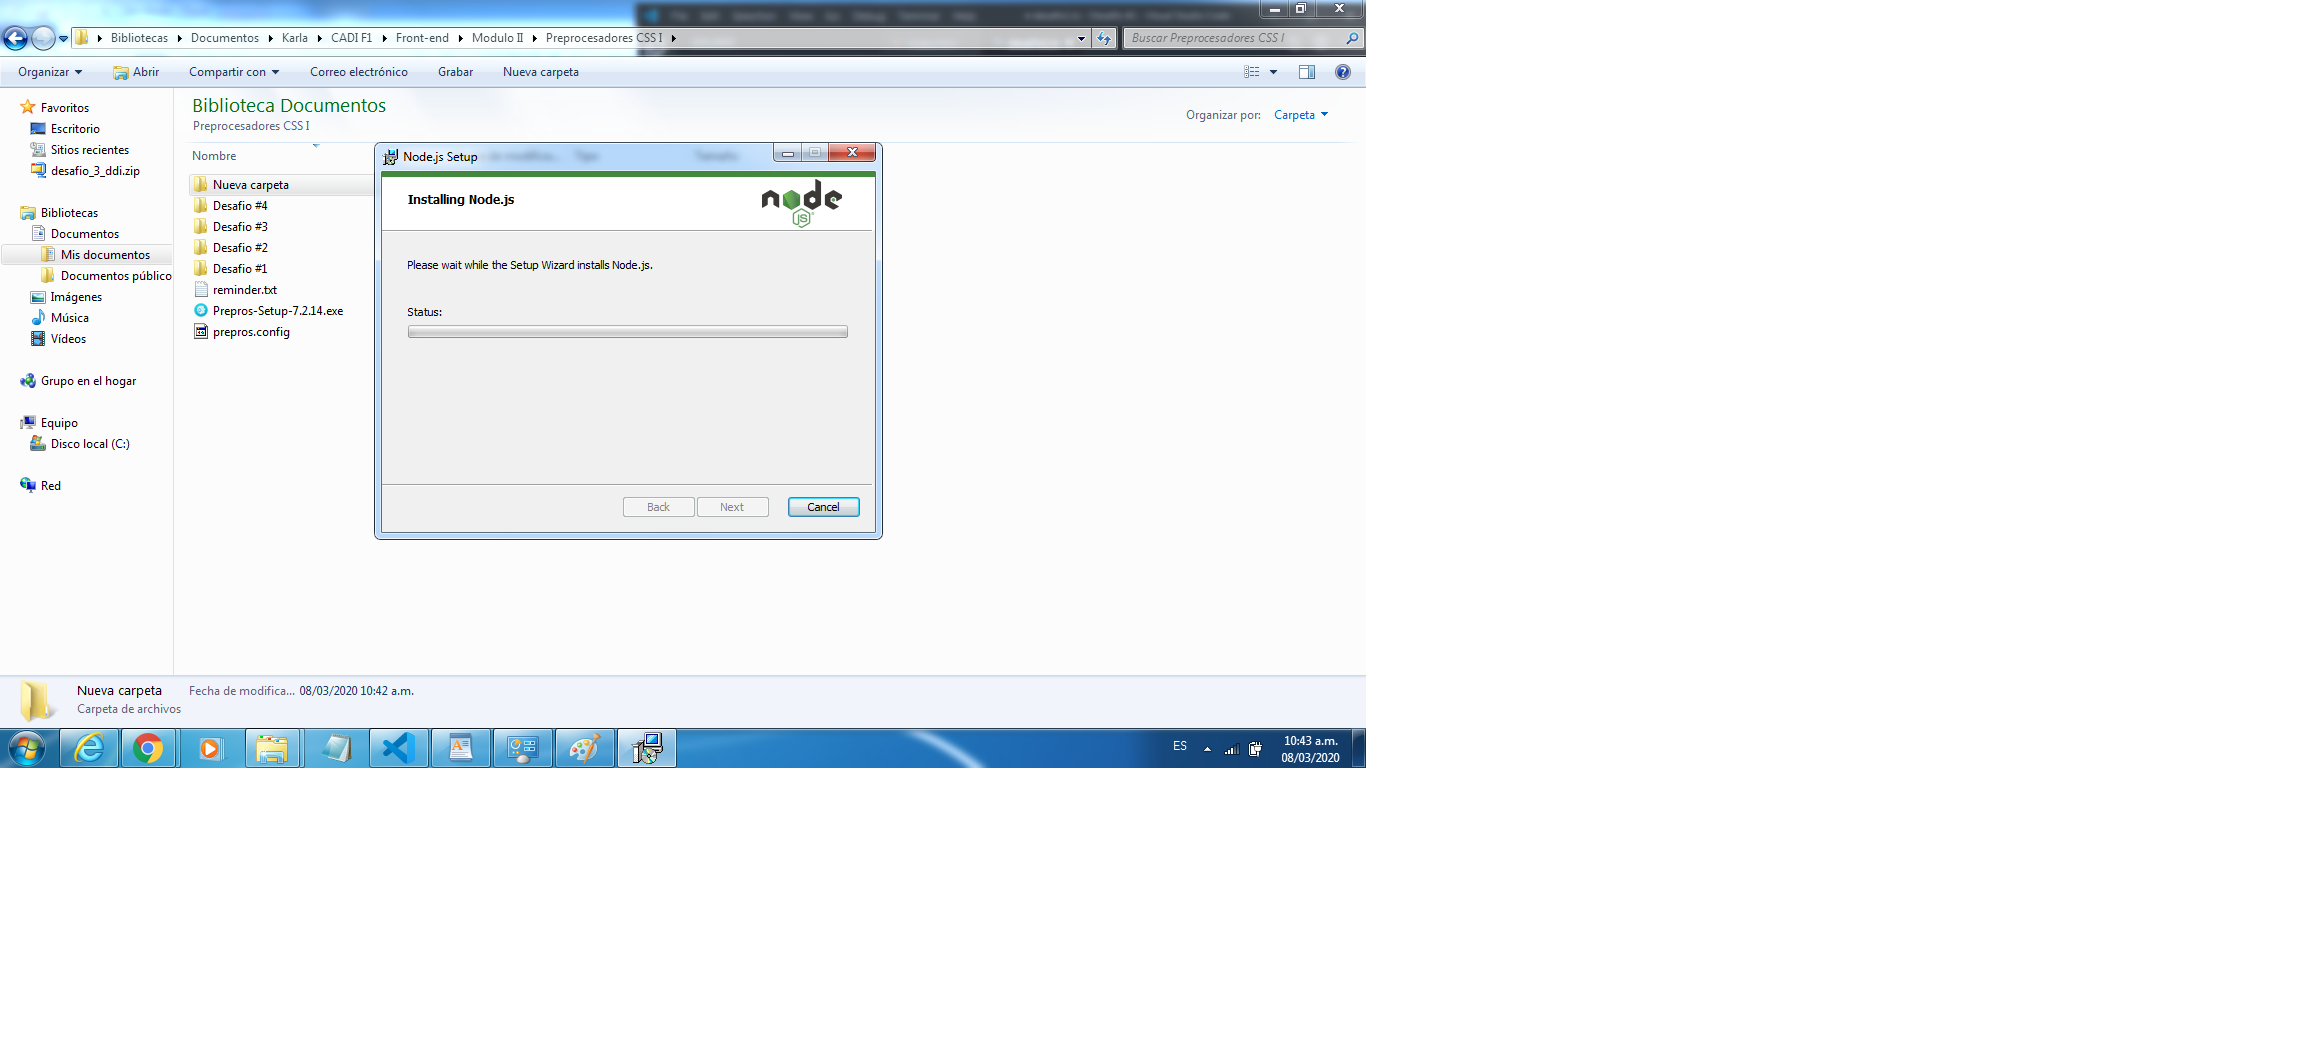 Bibliotecas Documentos Karla CADI F1 Front-end Modulo II Preprocesadores CSS I
Buscar Preprocesadores CSS I
Organizar Abrir Compartir con Correo electrónico Grabar Nueva carpeta
Favoritos
Escritorio
Sitios recientes
desafio_3_ddi.zip
Bibliotecas
Documentos
Mis documentos
Documentos público
Imágenes
Música
Vídeos
Grupo en el hogar
Equipo
Disco local (C:)
Red
Biblioteca Documentos
Preprocesadores CSS I
Organizar por: Carpeta
Nombre
Nueva carpeta
Desafio #4
Desafio #3
Desafio #2
Desafio #1
reminder.txt
Prepros-Setup-7.2.14.exe
prepros.config
Node.js Setup
Installing Node.js
node
JS
Please wait while the Setup Wizard installs Node.js.
Status:
Back Next Cancel
Nueva carpeta Fecha de modifica... 08/03/2020 10:42 a.m.
Carpeta de archivos
ES
10:43 a.m.
08/03/2020